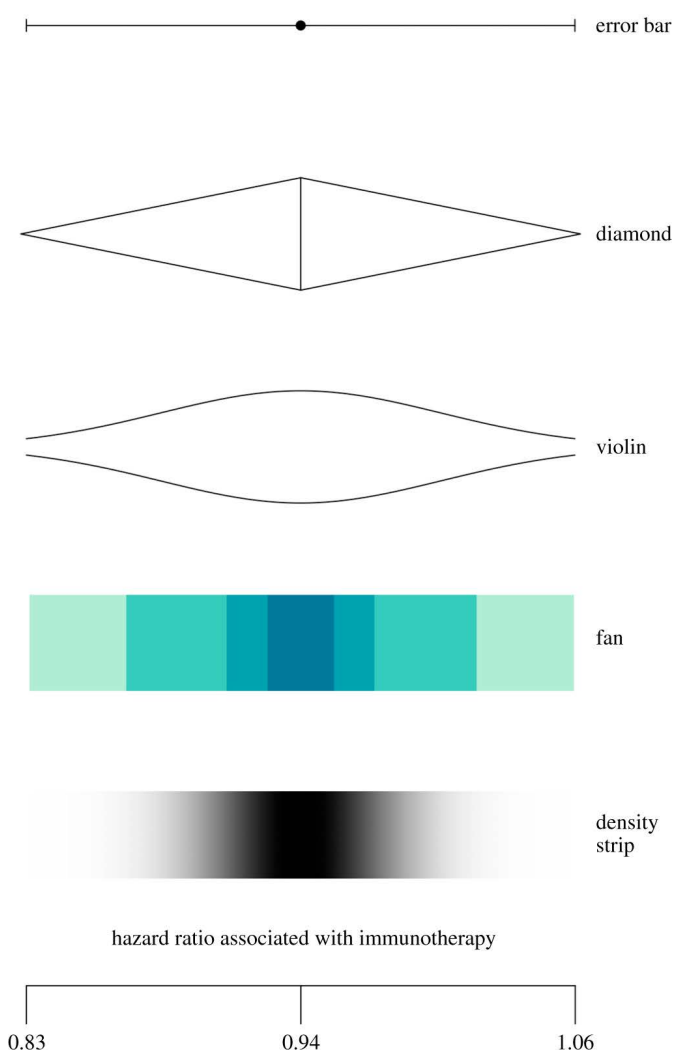 error bar
diamond
violin
fan
density
strip
hazard ratio associated with immunotherapy
0.83 0.94 1.06